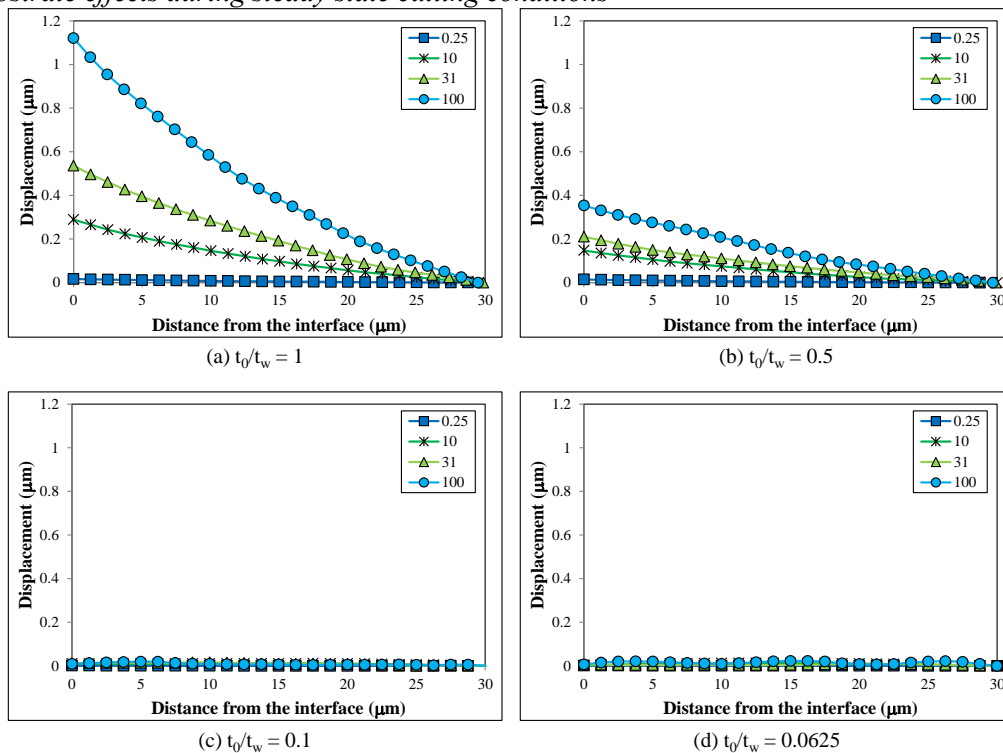 ostrate effects during steady state cutting conditions
1.2
1
0.8
0.6
0.4
0.2
0
Displacement (μm)
0 5 10 15 20 25 30
Distance from the interface (μm)
0.25
10
31
100
(a) t0/tw = 1
1.2
1
0.8
0.6
0.4
0.2
0
Displacement (μm)
0 5 10 15 20 25 30
Distance from the interface (μm)
0.25
10
31
100
(b) t0/tw = 0.5
1.2
1
0.8
0.6
0.4
0.2
0
Displacement (μm)
0 5 10 15 20 25 30
Distance from the interface (μm)
0.25
10
31
100
(c) t0/tw = 0.1
1.2
1
0.8
0.6
0.4
0.2
0
Displacement (μm)
0 5 10 15 20 25 30
Distance from the interface (μm)
0.25
10
31
100
(d) t0/tw = 0.0625